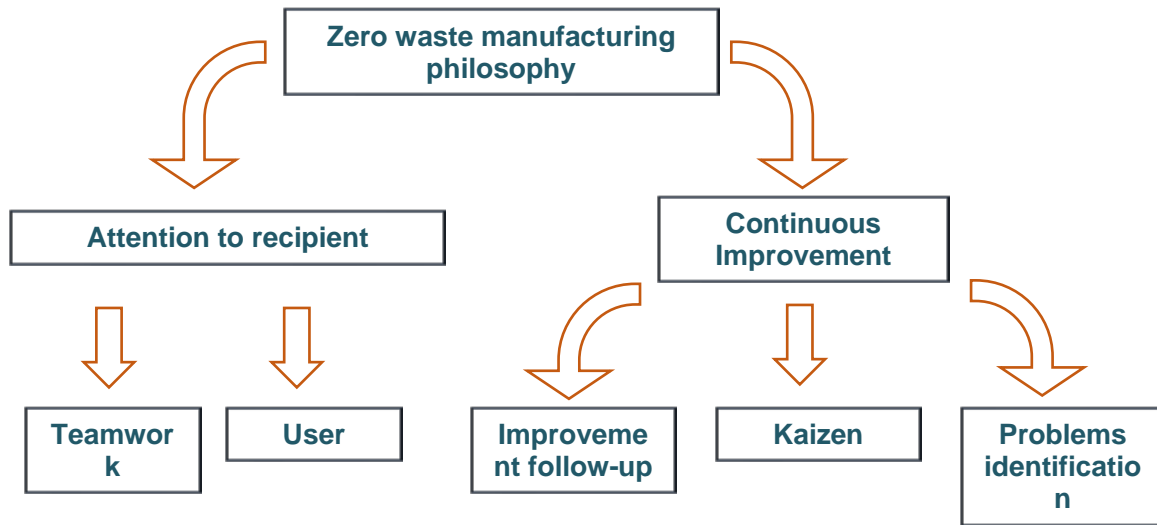 Zero waste manufacturing
philosophy
Attention to recipient
Continuous
Improvement
Teamwor
k
User
Improveme
nt follow-up
Kaizen
Problems
identificatio
n